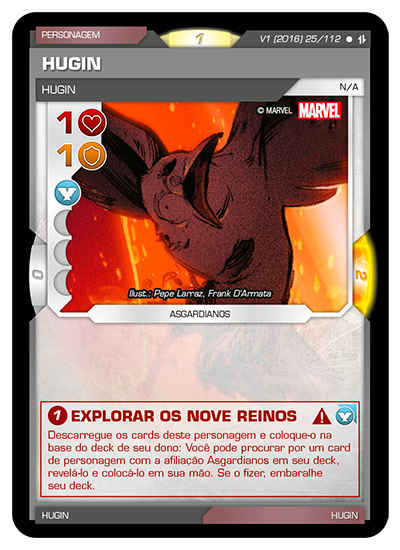 PERSONAGEM
1
V1 (2016) 25/112 ●
HUGIN
HUGIN
N/A
1
© MARVEL MARVEL
1
0
2
Ilust.: Pepe Larraz, Frank D'Armata
ASGARDIANOS
1 EXPLORAR OS NOVE REINOS
Descarregue os cards deste personagem e coloque-o na
base do deck de seu dono: Você pode procurar por um card
de personagem com a afiliação Asgardianos em seu deck,
revelá-lo e colocá-lo em sua mão. Se o fizer, embaralhe
seu deck.
HUGIN
HUGIN